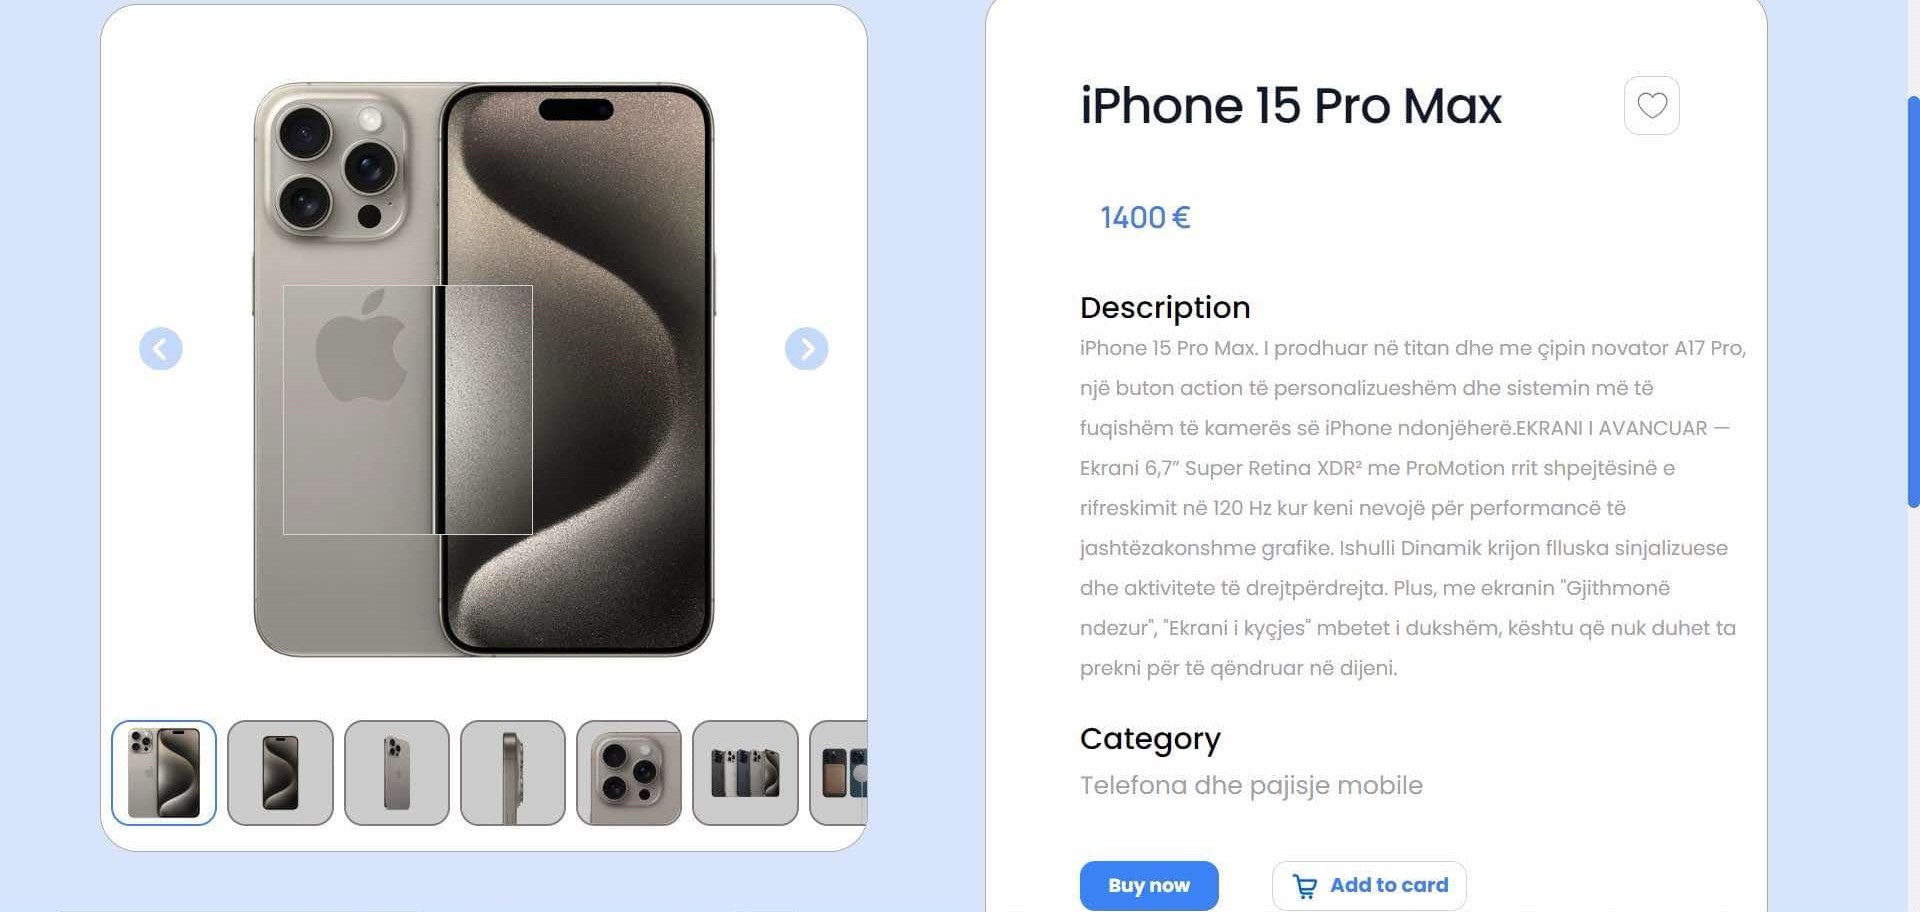 iPhone 15 Pro Max
1400 €
Description
iPhone 15 Pro Max. I prodhuar në titan dhe me çipin novator A17 Pro,
një buton action të personalizueshëm dhe sistemin më të
fuqishëm të kamerës së iPhone ndonjëherë.EKRANI I AVANCUAR —
Ekrani 6,7” Super Retina XDR² me ProMotion rrit shpejtësinë e
rifreskimit në 120 Hz kur keni nevojë për performancë të
jashtëzakonshme grafike. Ishulli Dinamik krijon flluska sinjalizuese
dhe aktivitete të drejtpërdrejta. Plus, me ekranin "Gjithmonë
ndezur", "Ekrani i kyçjes" mbetet i dukshëm, kështu që nuk duhet ta
prekni për të qëndruar në dijeni.
Category
Telefona dhe pajisje mobile
Buy now
Add to card